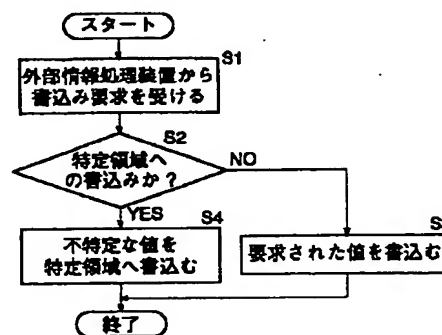 スタート
S1
外部情報処理装置から
書込み要求を受ける
S2
特定領域へ
の書込みか?
NO
YES
S4
不特定な値を
特定領域へ書込む
S
要求された値を書込む
終了